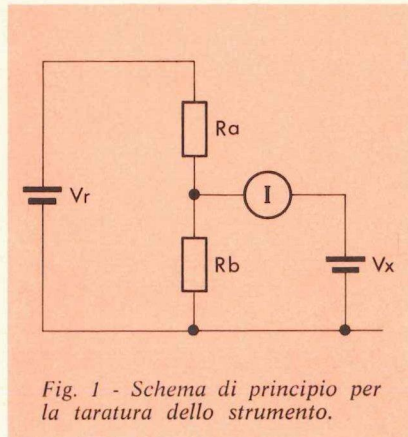 Ra
I
Vr
Rb
Vx
Fig. 1 - Schema di principio per
la taratura dello strumento.